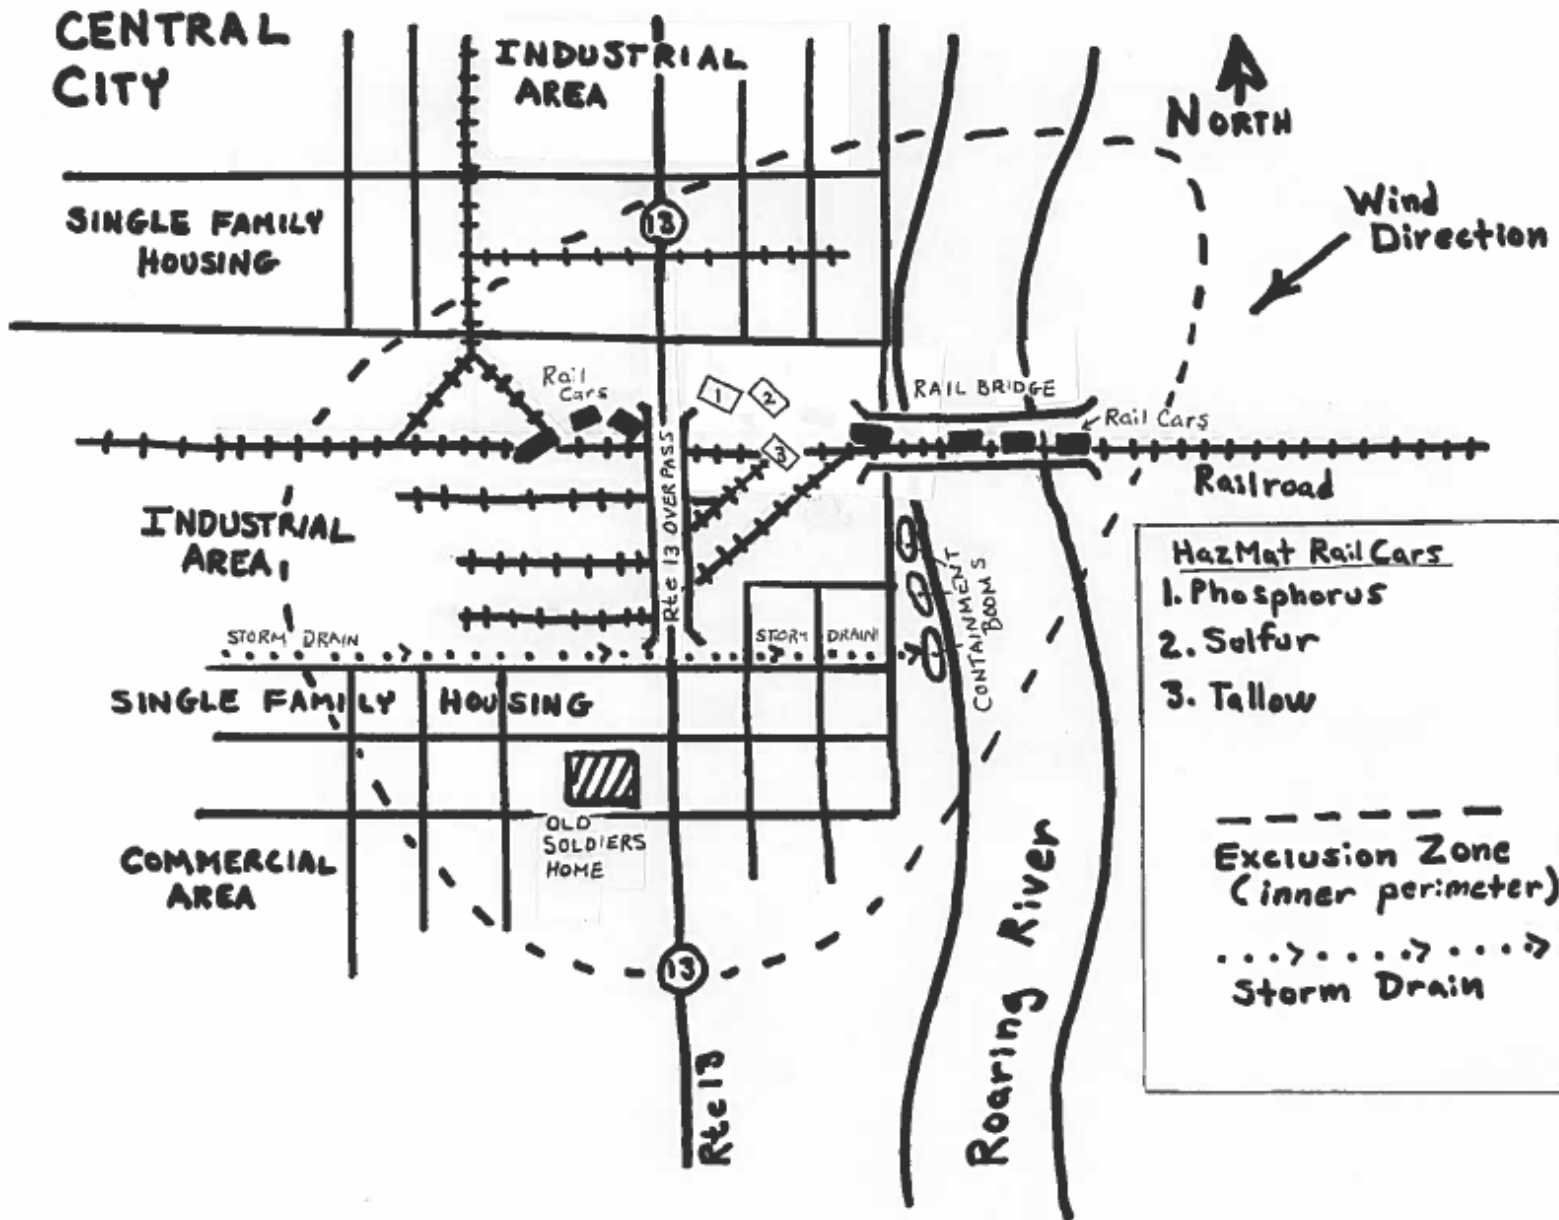 CENTRAL
CITY
INDUSTRIAL
AREA
NORTH
Wind
Direction
SINGLE FAMILY
HOUSING
13
Rail
Cars
1
2
3
RAIL BRIDGE
Rail Cars
Railroad
Rte 13 OVERPASS
INDUSTRIAL
AREA
CONTAINMENT
BOOMS
STORM DRAIN
STORM DRAIN
SINGLE FAMILY HOUSING
OLD
SOLDIERS
HOME
COMMERCIAL
AREA
13
Rte 13
Roaring River
HazMat Rail Cars
1. Phosphorus
2. Solfur
3. Tallow
Exclusion Zone
(inner perimeter)
Storm Drain